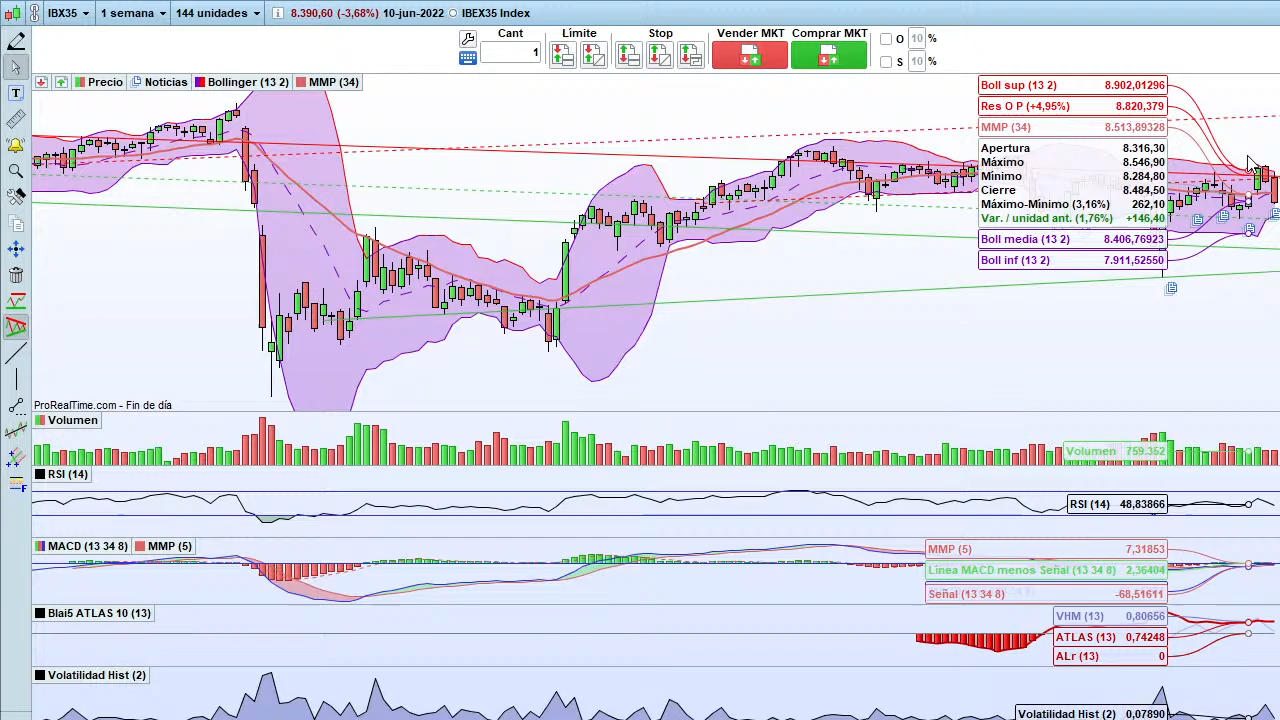 IBX35 1 semana 144 unidades 8.390,60 (-3,68%) 10-jun-2022 IBEX35 Index
Cant Límite Stop Vender MKT Comprar MKT O 10 %
1 S 10 %
Precio Noticias Bollinger (13 2) MMP (34)
Boll sup (13 2) 8.902,01296
Res O P (+4,95%) 8.820,379
MMP (34) 8.513,89328
Apertura 8.316,30
Máximo 8.546,90
Mínimo 8.284,80
Cierre 8.484,50
Máximo-Mínimo (3,16%) 262,10
Var. / unidad ant. (1,76%) +146,40
Boll media (13 2) 8.406,76923
Boll inf (13 2) 7.911,52550
ProRealTime.com - Fin de día
Volumen
Volumen 759.352
RSI (14)
RSI (14) 48,83866
MACD (13 34 8) MMP (5)
MMP (5) 7,31853
Línea MACD menos Señal (13 34 8) 2,36404
Señal (13 34 8) -68,51611
Blai5 ATLAS 10 (13)
VHM (13) 0,80656
ATLAS (13) 0,74248
ALr (13) 0
Volatilidad Hist (2)
Volatilidad Hist (2) 0,07890